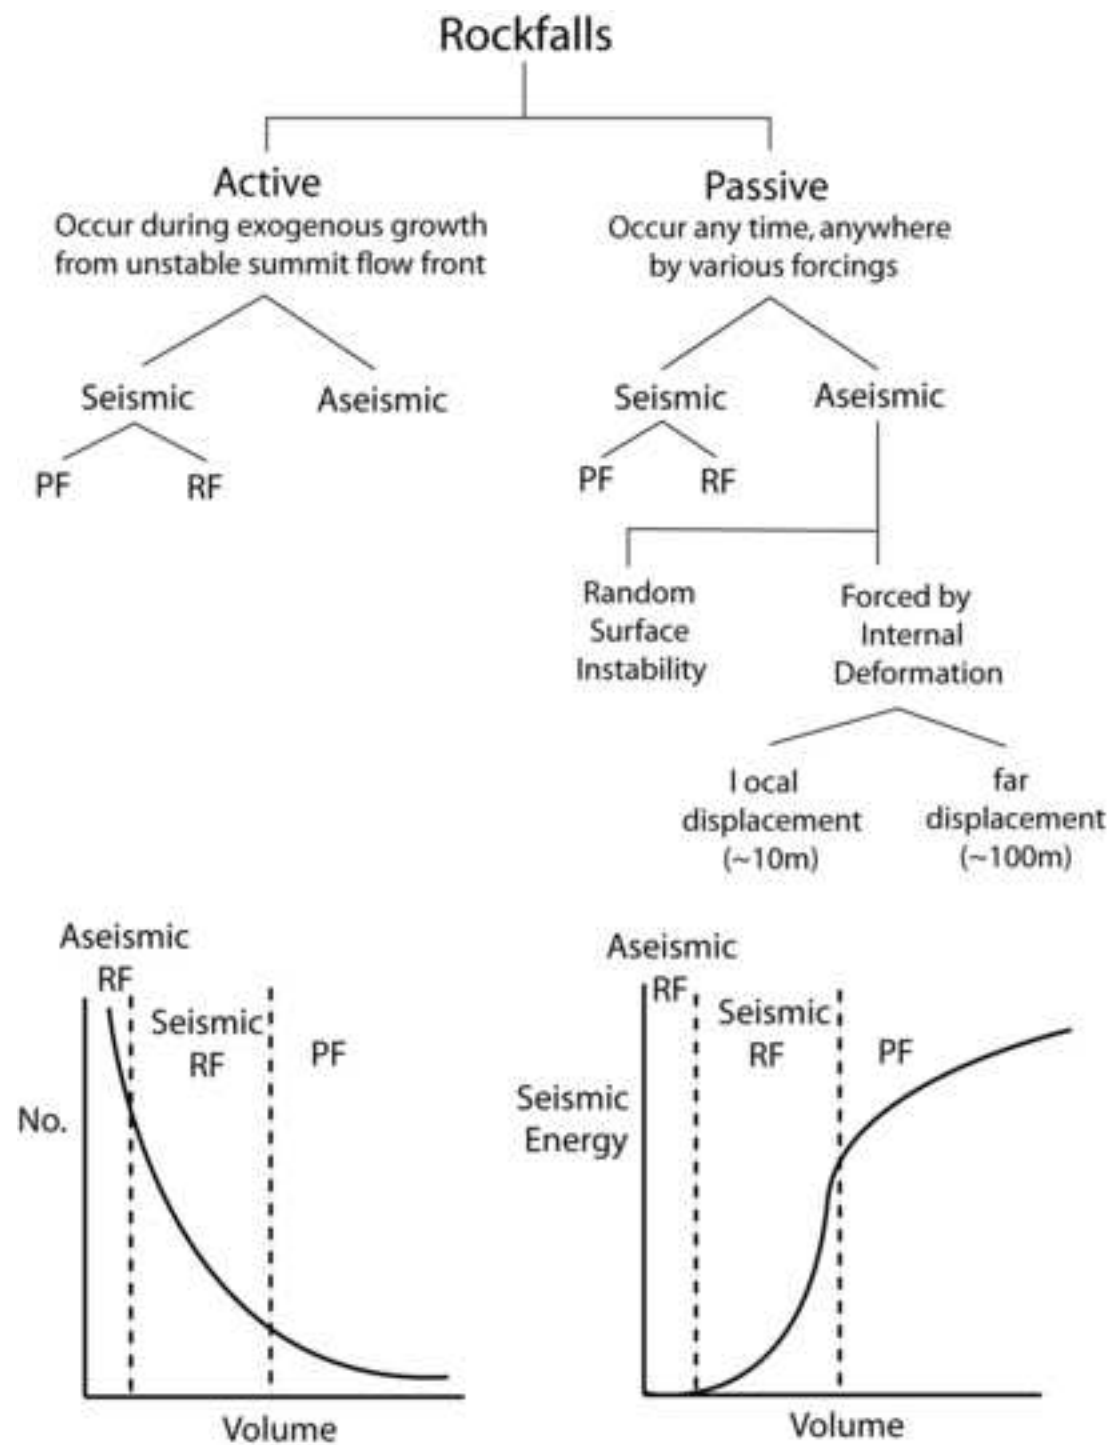 Rockfalls
Active
Occur during exogenous growth
from unstable summit flow front
Passive
Occur any time, anywhere
by various forcings
Seismic
Aseismic
PF
RF
Seismic
Aseismic
PF
RF
Random
Surface
Instability
Forced by
Internal
Deformation
l ocal
displacement
(~10m)
far
displacement
(~100m)
Aseismic
RF
Seismic
RF
PF
No.
Volume
Aseismic
RF
Seismic
RF
PF
Seismic
Energy
Volume